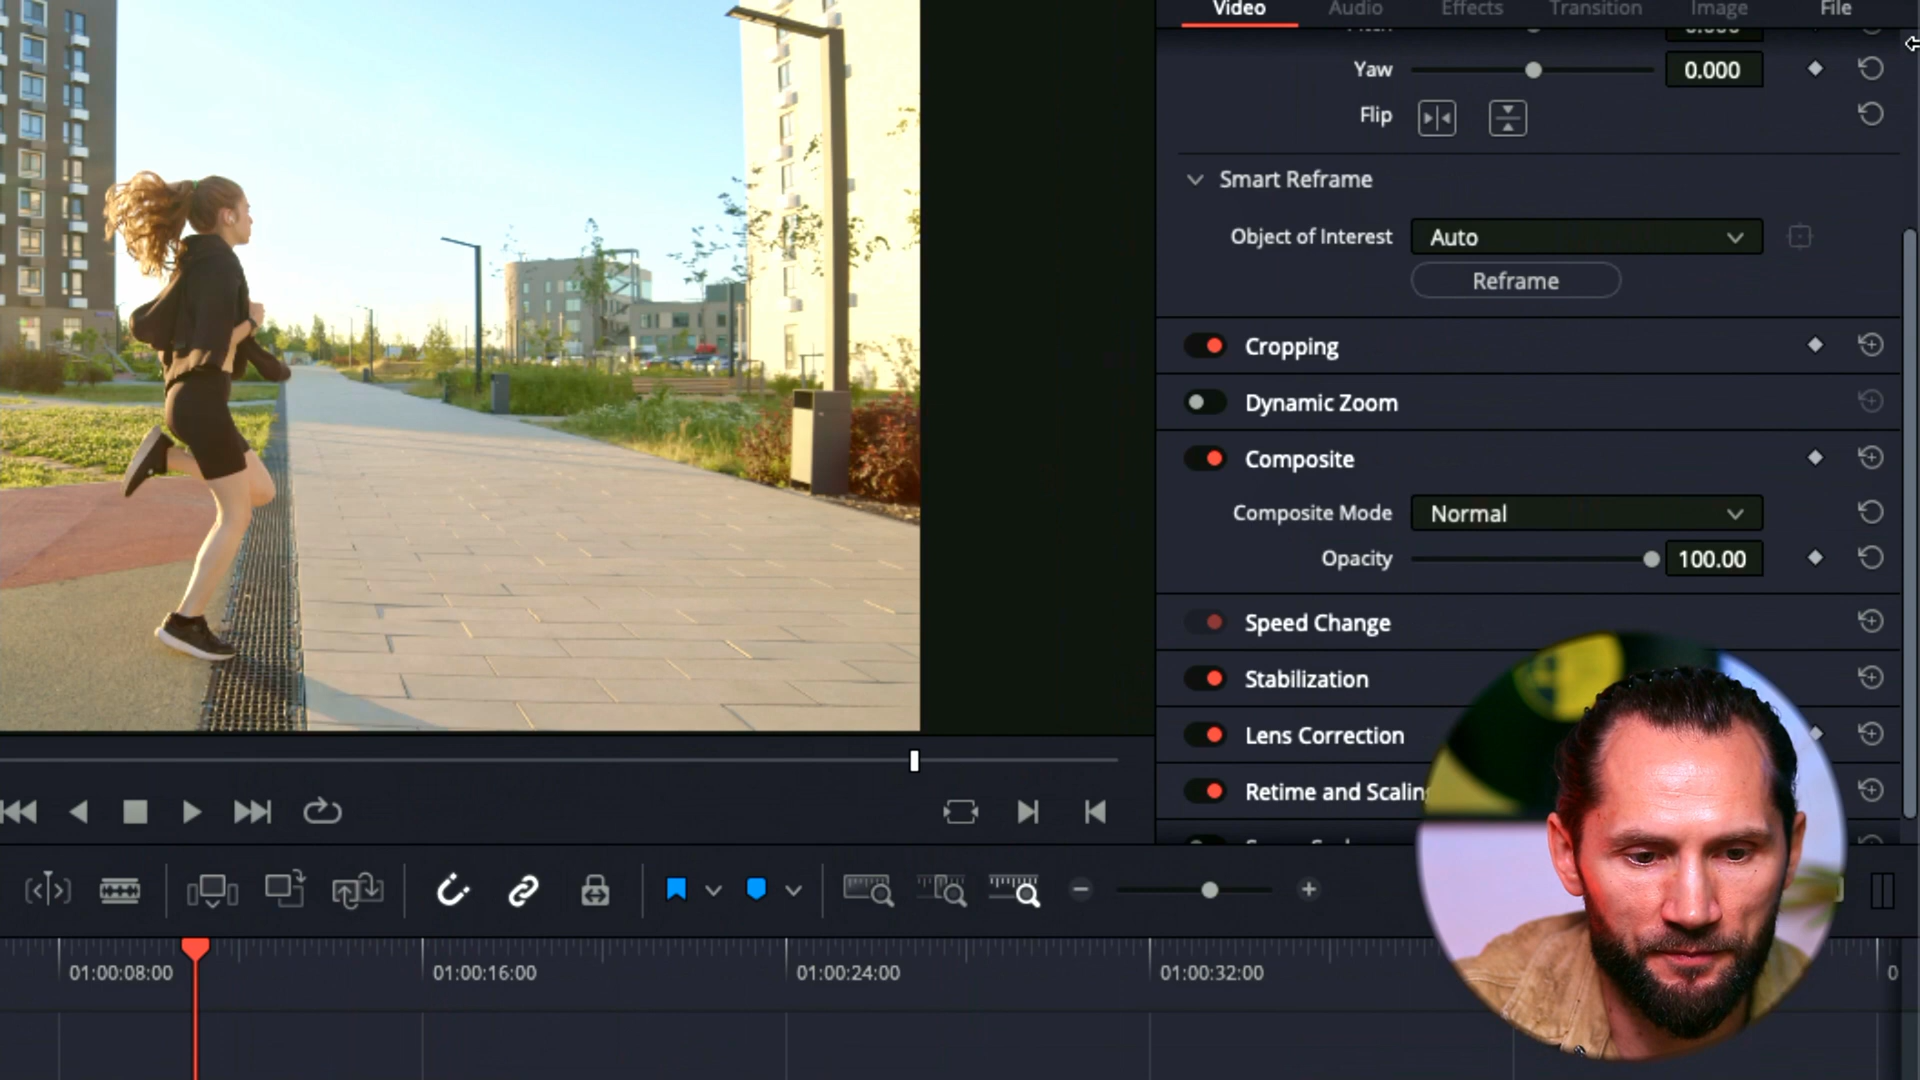 Video Audio Effects Transition Image File
Yaw 0.000
Flip
Smart Reframe
Object of Interest Auto
Reframe
Cropping
Dynamic Zoom
Composite
Composite Mode Normal
Opacity 100.00
Speed Change
Stabilization
Lens Correction
Retime and Scaling
01:00:08:00 01:00:16:00 01:00:24:00 01:00:32:00 0